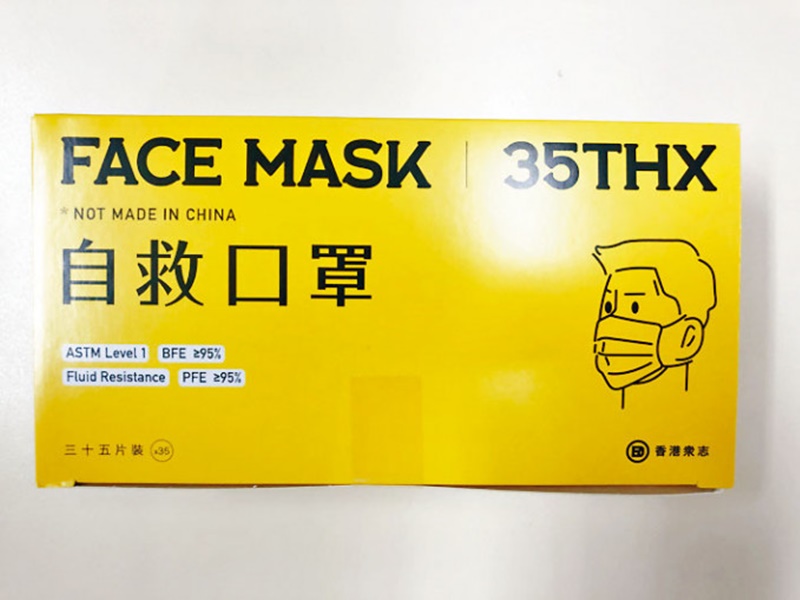 FACE MASK | 35THX
*NOT MADE IN CHINA
自救口罩
ASTM Level 1 BFE ≥95%
Fluid Resistance PFE ≥95%
三十五片裝 x35
香港衆志